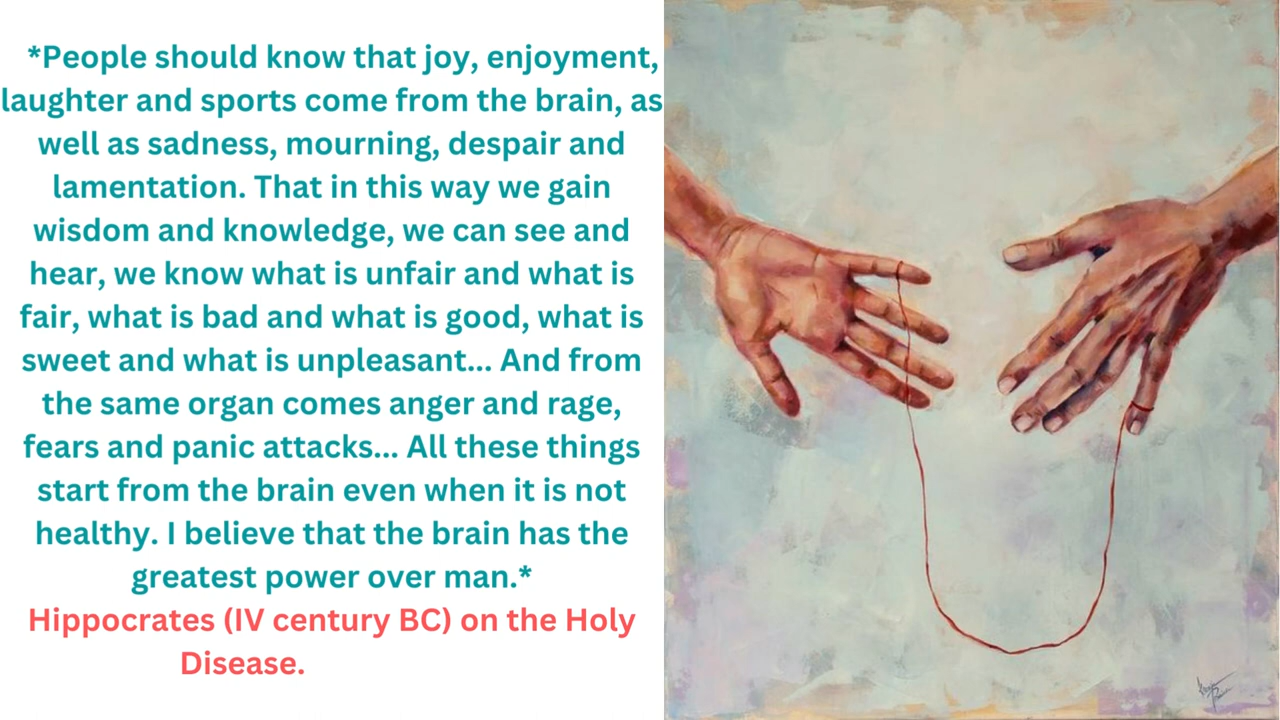 *People should know that joy, enjoyment,
laughter and sports come from the brain, as
well as sadness, mourning, despair and
lamentation. That in this way we gain
wisdom and knowledge, we can see and
hear, we know what is unfair and what is
fair, what is bad and what is good, what is
sweet and what is unpleasant... And from
the same organ comes anger and rage,
fears and panic attacks... All these things
start from the brain even when it is not
healthy. I believe that the brain has the
greatest power over man.*
Hippocrates (IV century BC) on the Holy
Disease.